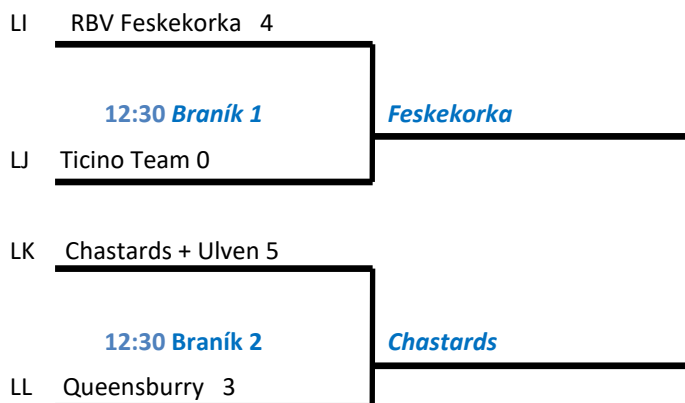 LI RBV Feskekorka 4
12:30 Braník 1 Feskekorka
LJ Ticino Team 0
LK Chastards + Ulven 5
12:30 Braník 2 Chastards
LL Queensburry 3